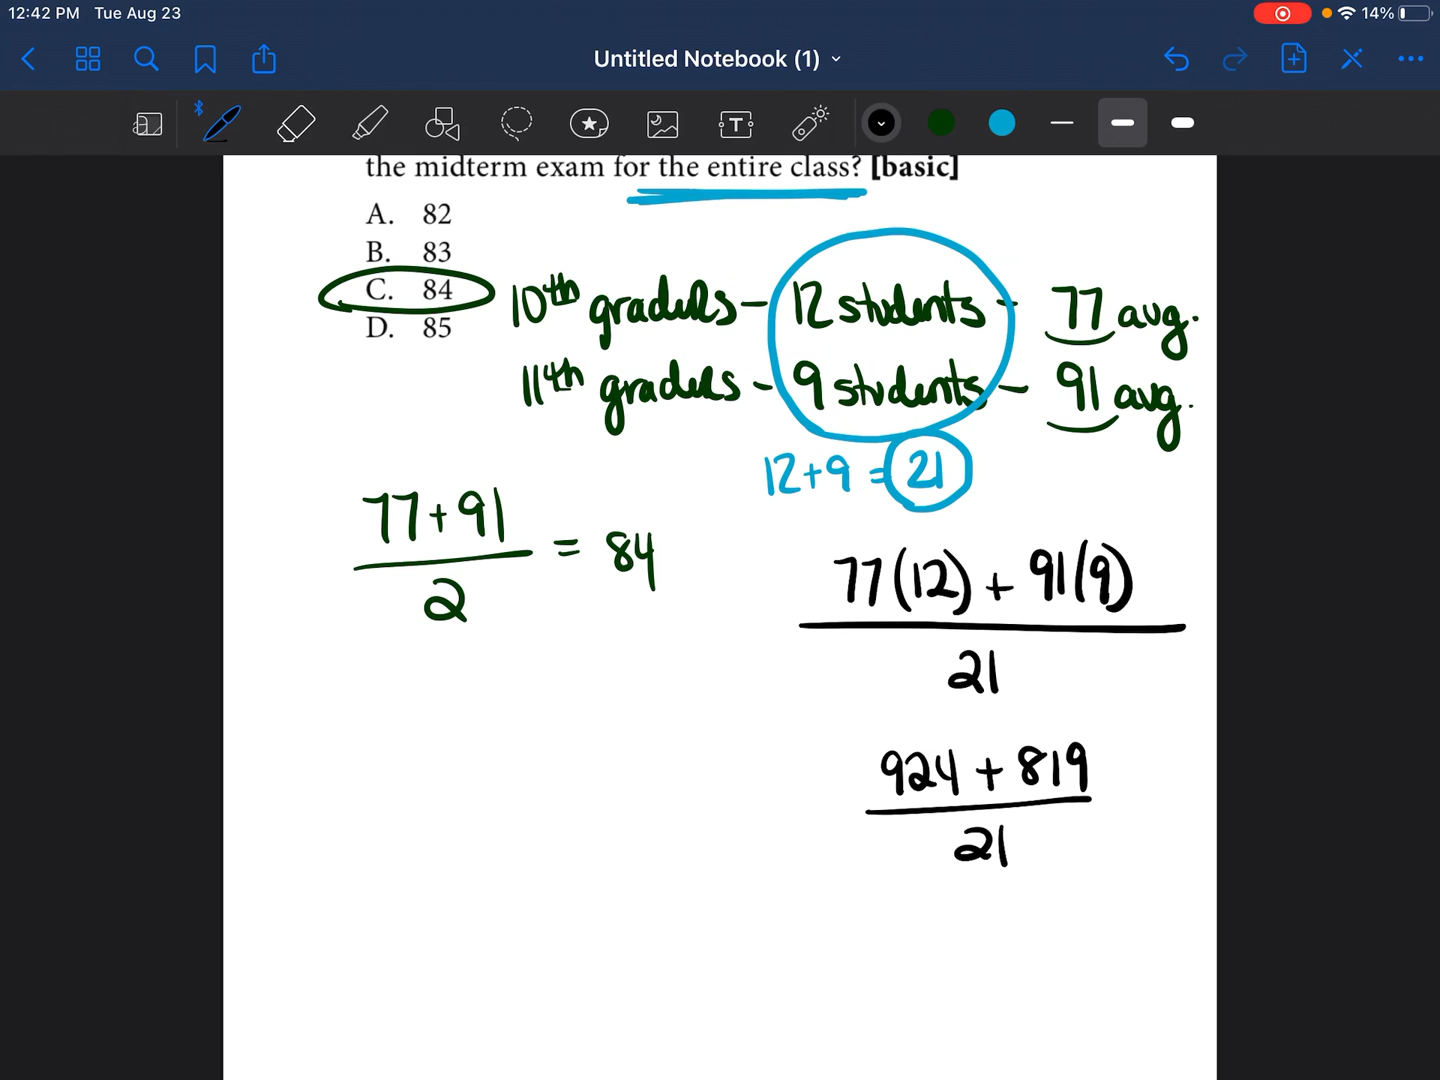 12:42 PM Tue Aug 23
14%
Untitled Notebook (1)
the midterm exam for the entire class? [basic]
A. 82
B. 83
C. 84
D. 85
10th graders - 12 students - 77 avg.
11th graders - 9 students - 91 avg.
12+9 = 21
77+91
2
= 84
77(12) + 91(9)
21
924 + 819
21